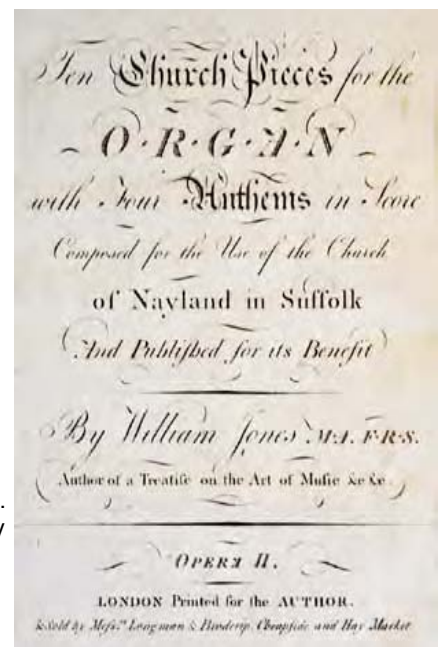 Ten Church Pieces for the
O·R·G·A·N
with Four Anthems in Score
Composed for the Use of the Church
of Nayland in Suffolk
And Publiſhed for its Benefit
By William Jones M·A. F·R·S.
Author of a Treatiſe on the Art of Muſic &c &c
OPERA II.
LONDON Printed for the AUTHOR.
& Sold by Meſsrs Longman & Broderip, Cheapſide and Hay Market